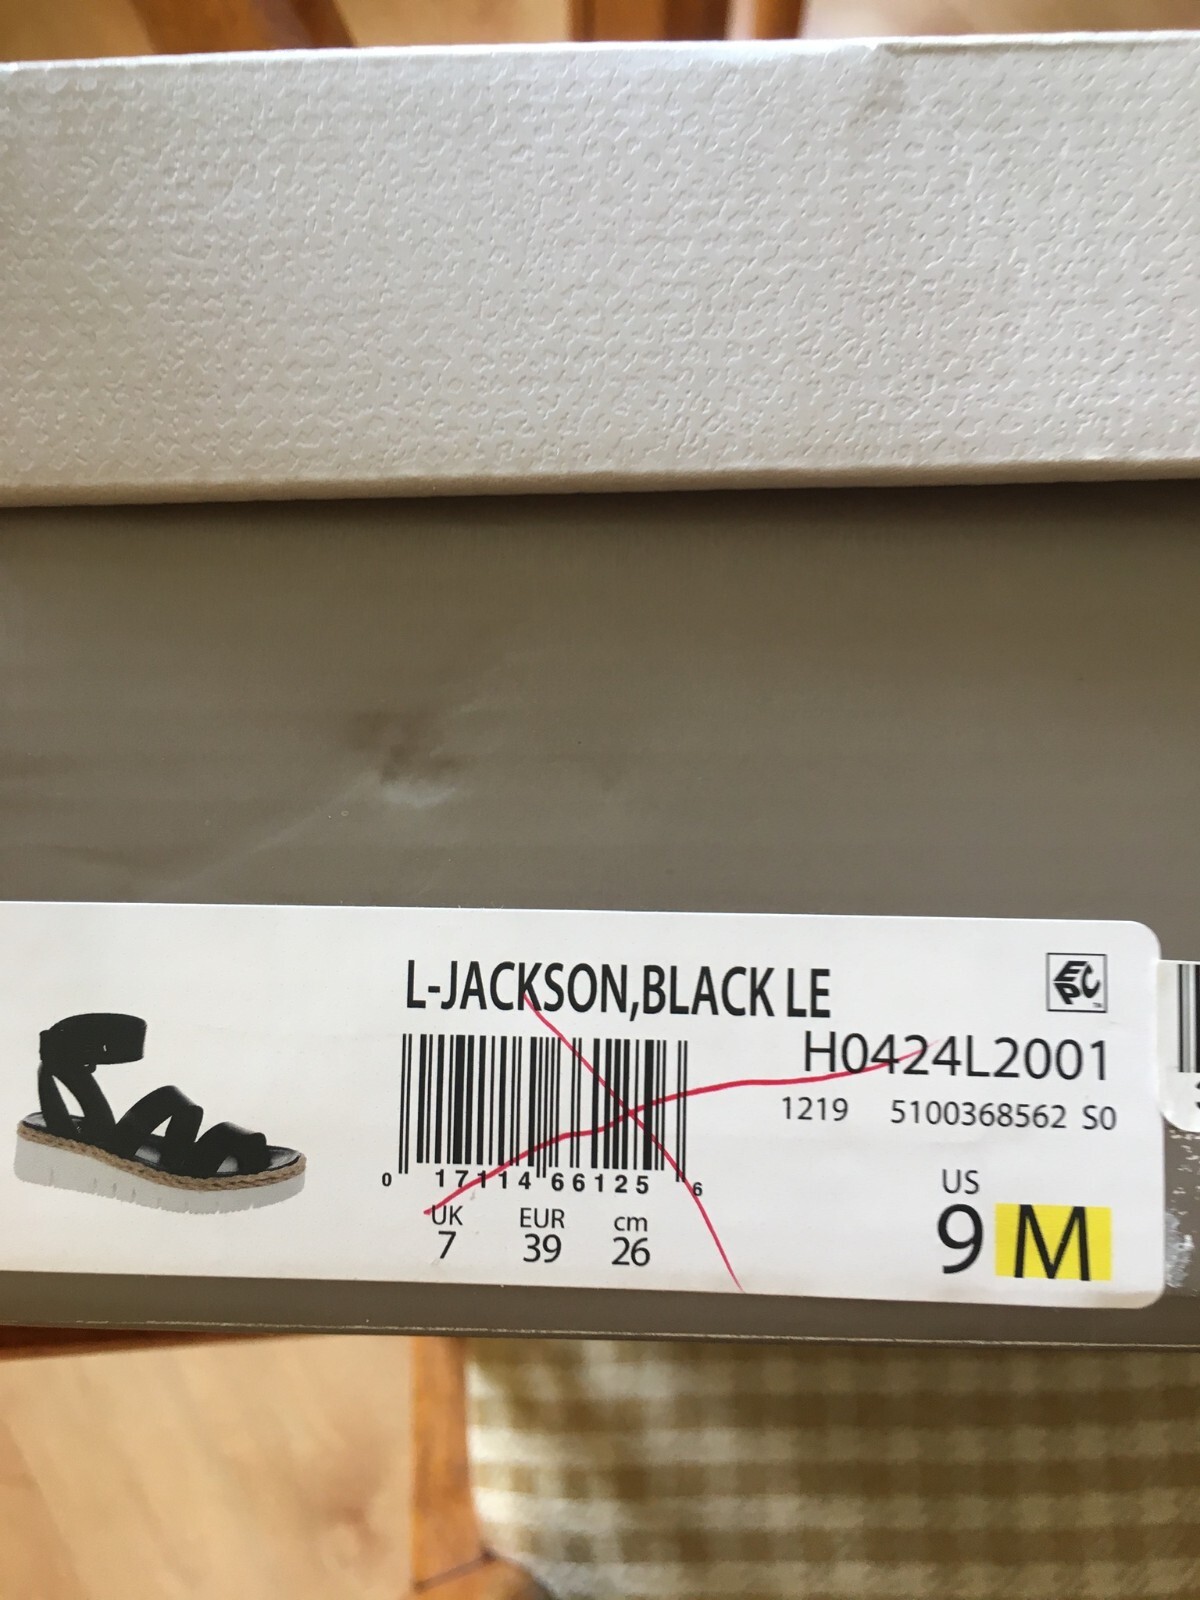 L-JACKSON,BLACK LE
EPC
H0424L2001
1219 5100368562 S0
0 17114 66125 6
UK EUR cm
7 39 26
US
9 M